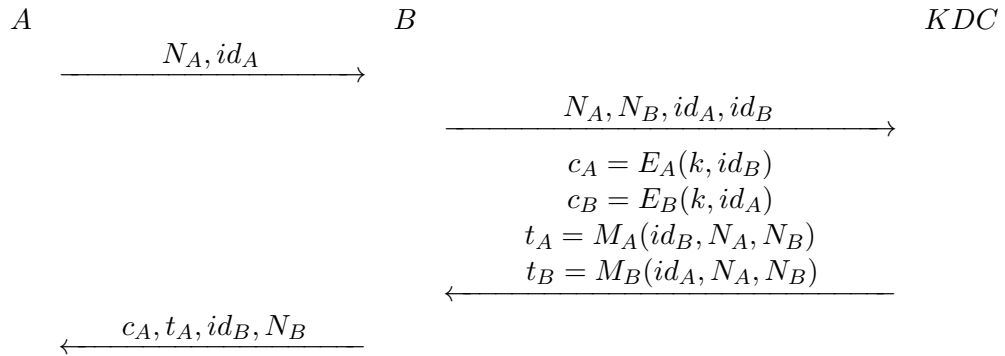 A B KDC
N_A, id_A
N_A, N_B, id_A, id_B
c_A = E_A(k, id_B)
c_B = E_B(k, id_A)
t_A = M_A(id_B, N_A, N_B)
t_B = M_B(id_A, N_A, N_B)
c_A, t_A, id_B, N_B